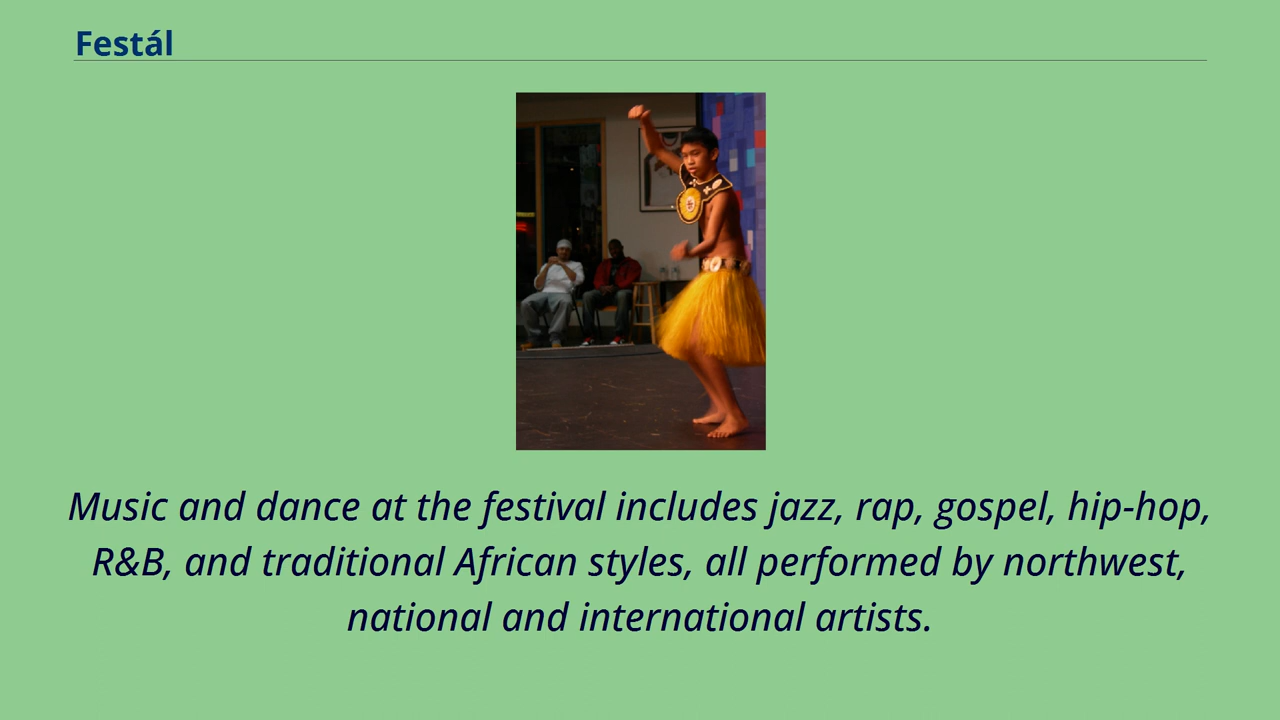 Festál
Music and dance at the festival includes jazz, rap, gospel, hip-hop,
R&B, and traditional African styles, all performed by northwest,
national and international artists.